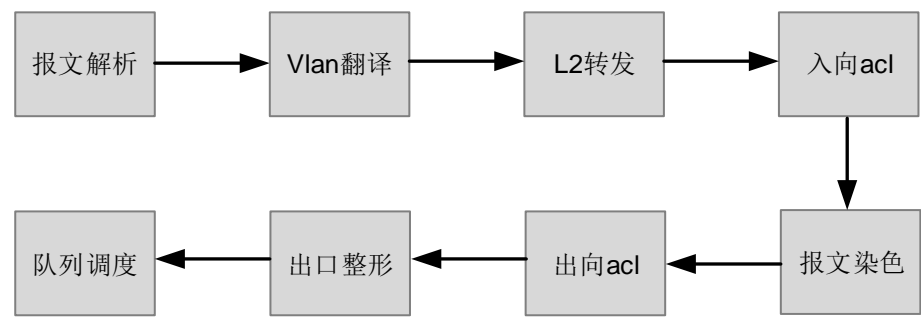 报文解析
Vlan翻译
L2转发
入向acl
报文染色
出向acl
出口整形
队列调度